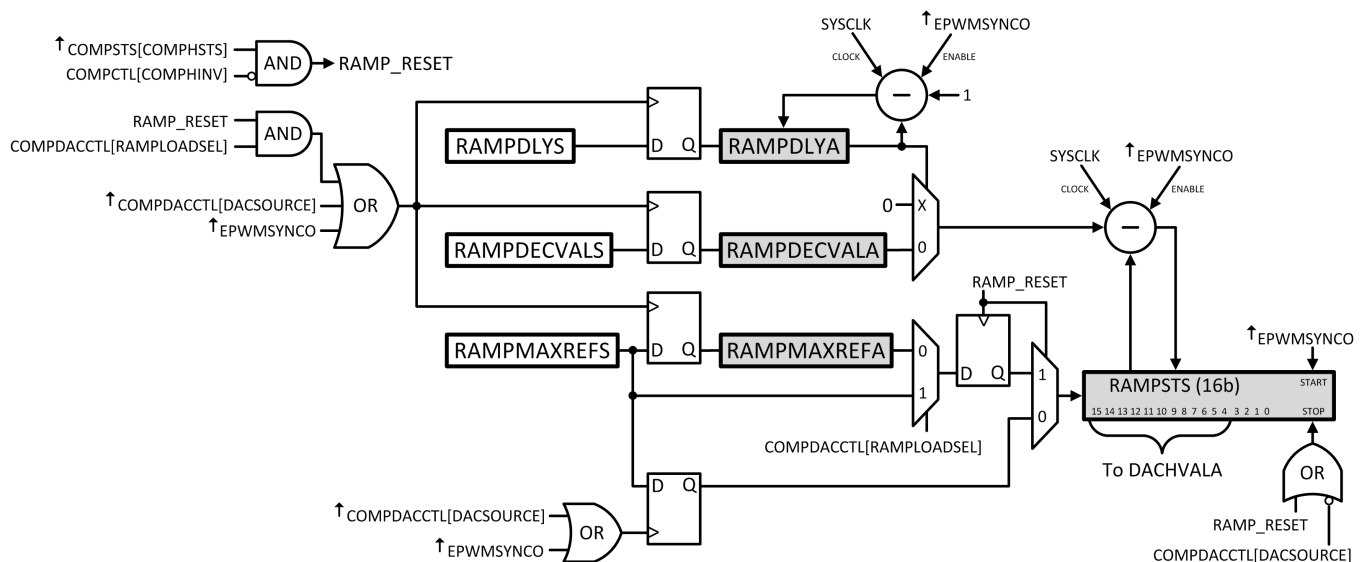 SYSCLK
↑EPWMSYNCO
↑COMPSTS[COMPHSTS]
COMPCTL[COMPHINV]
AND
RAMP_RESET
CLOCK
ENABLE
−
1
RAMP_RESET
COMPDACCTL[RAMPLOADSEL]
AND
RAMPDLYS
D
Q
RAMPDLYA
SYSCLK
↑EPWMSYNCO
CLOCK
ENABLE
↑COMPDACCTL[DACSOURCE]
↑EPWMSYNCO
OR
0
X
−
RAMPDECVALS
D
Q
RAMPDECVALA
0
RAMP_RESET
RAMPMAXREFS
D
Q
RAMPMAXREFA
0
1
COMPDACCTL[RAMPLOADSEL]
D
Q
1
0
↑EPWMSYNCO
RAMPSTS (16b)
START
15 14 13 12 11 10 9 8 7 6 5 4 3 2 1 0
STOP
To DACHVALA
OR
RAMP_RESET
COMPDACCTL[DACSOURCE]
D
Q
↑COMPDACCTL[DACSOURCE]
↑EPWMSYNCO
OR